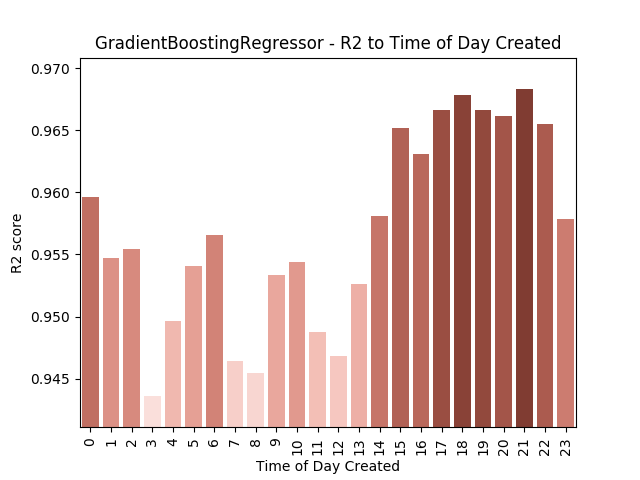 GradientBoostingRegressor - R2 to Time of Day Created
0.970
0.965
0.960
0.955
0.950
0.945
R2 score
0 1 2 3 4 5 6 7 8 9 10 11 12 13 14 15 16 17 18 19 20 21 22 23
Time of Day Created